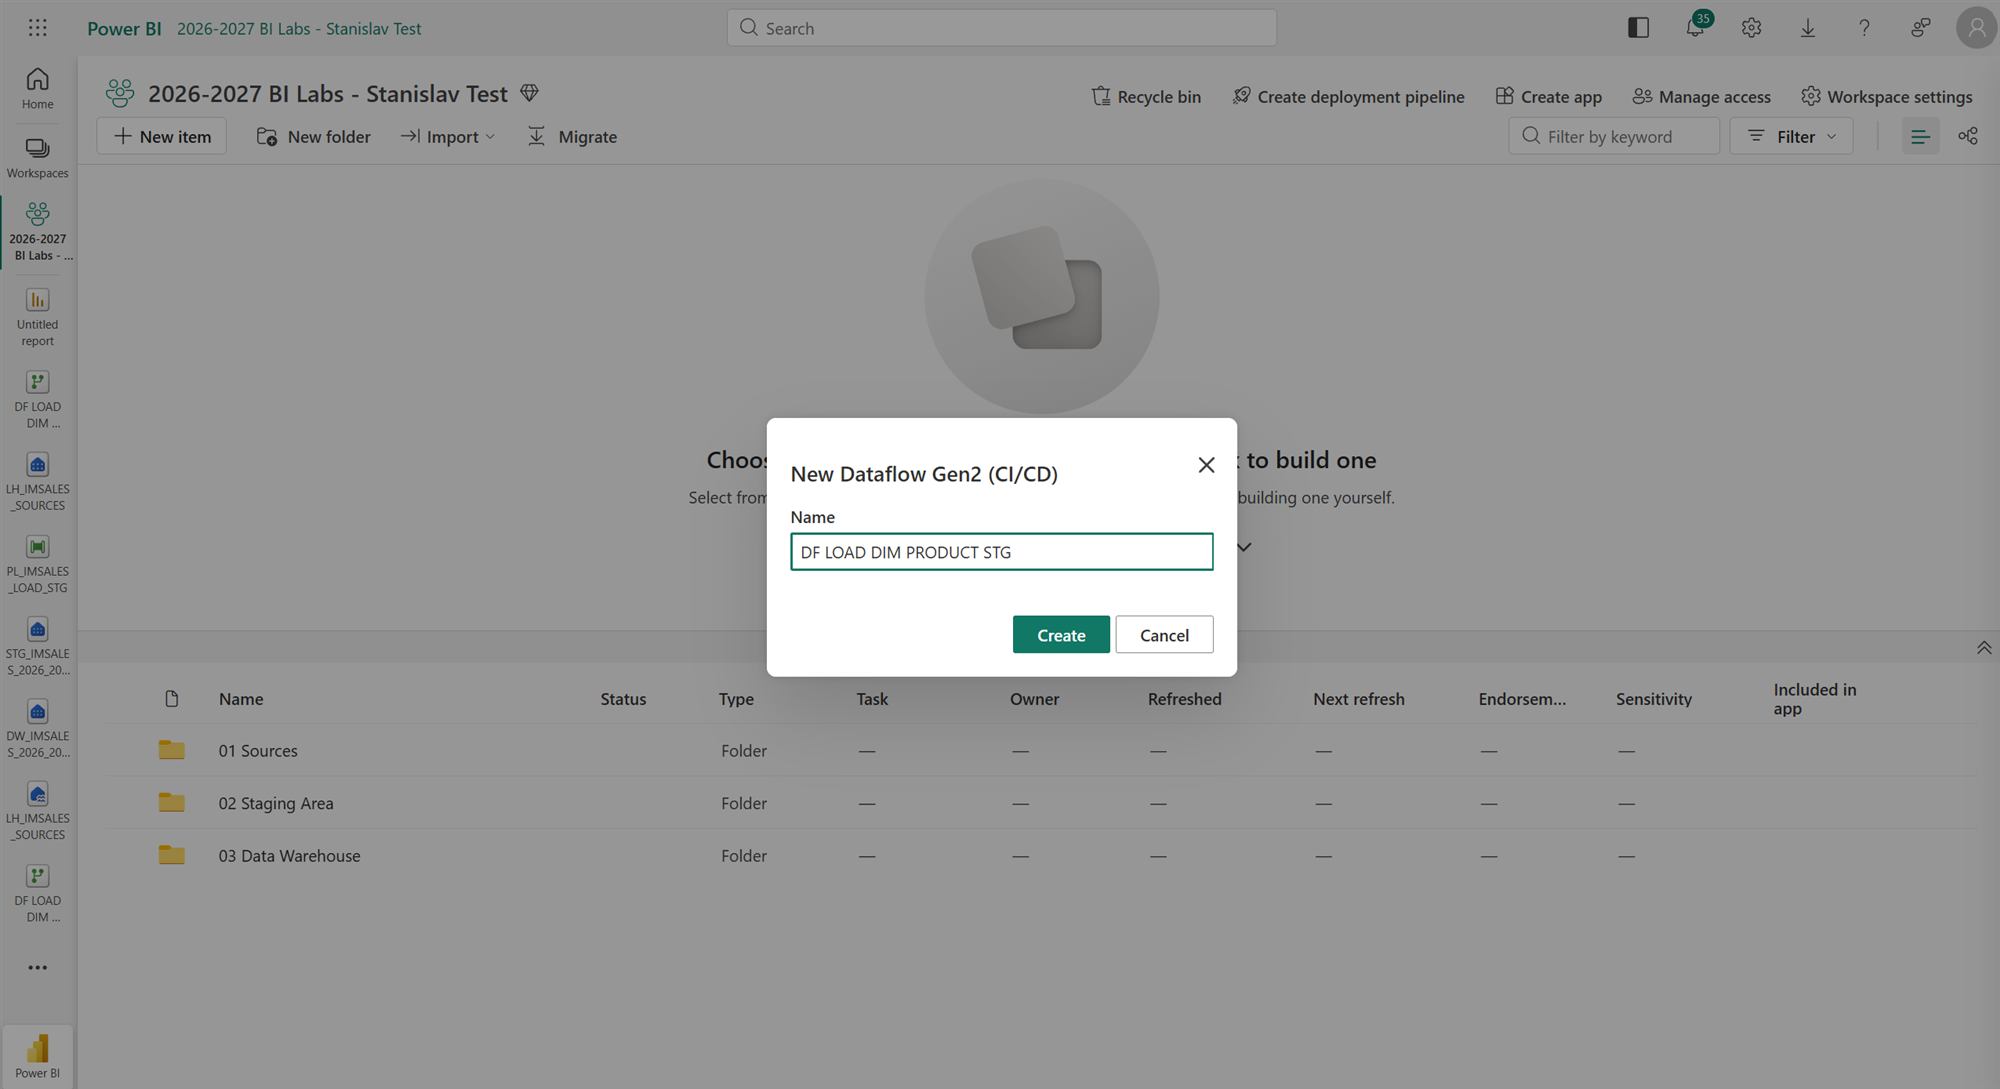 Power BI 2026-2027 BI Labs - Stanislav Test
Search
35
Home
Workspaces
2026-2027
BI Labs - ...
Untitled
report
DF LOAD
DIM ...
LH_IMSALES
_SOURCES
PL_IMSALES
_LOAD_STG
STG_IMSALE
S_2026_20...
DW_IMSALE
S_2026_20...
LH_IMSALES
_SOURCES
DF LOAD
DIM ...
Power BI
2026-2027 BI Labs - Stanislav Test
Recycle bin Create deployment pipeline Create app Manage access Workspace settings
New item New folder Import Migrate
Filter by keyword Filter
Choos to build one
Select from building one yourself.
New Dataflow Gen2 (CI/CD)
Name
DF LOAD DIM PRODUCT STG
Create Cancel
Name Status Type Task Owner Refreshed Next refresh Endorsem... Sensitivity Included in
app
01 Sources Folder — — — — — —
02 Staging Area Folder — — — — — —
03 Data Warehouse Folder — — — — — —